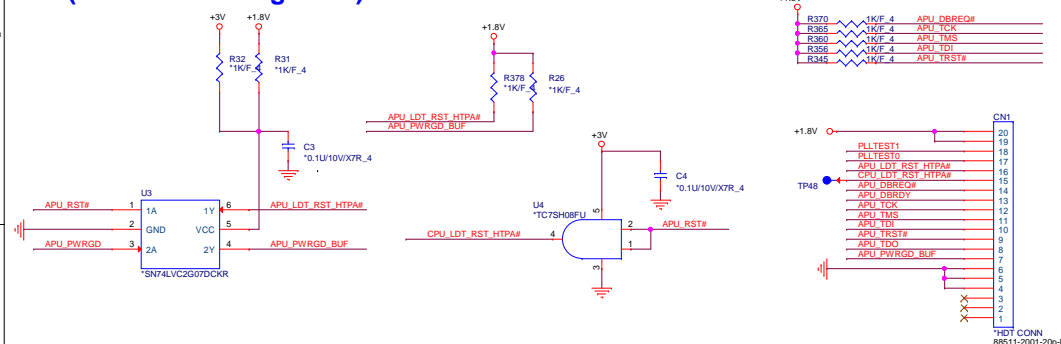 +3V +1.8V
R32 R31
*1K/F_4 *1K/F_4
C3
*0.1U/10V/X7R_4
U3
APU_RST# 1 1A 1Y 6 APU_LDT_RST_HTPA#
2 GND VCC 5
APU_PWRGD 3 2A 2Y 4 APU_PWRGD_BUF
*SN74LVC2G07DCKR
+1.8V
R378 R26
*1K/F_4 *1K/F_4
APU_LDT_RST_HTPA#
APU_PWRGD_BUF
+3V
C4
*0.1U/10V/X7R_4
U4
*TC7SH08FU
5
CPU_LDT_RST_HTPA# 4 2 APU_RST#
1
3
R370 1K/F_4 APU_DBREQ#
R365 1K/F_4 APU_TCK
R360 1K/F_4 APU_TMS
R356 1K/F_4 APU_TDI
R345 1K/F_4 APU_TRST#
CN1
+1.8V 20
19
PLLTEST1 18
PLLTEST0 17
APU_LDT_RST_HTPA# 16
TP48 CPU_LDT_RST_HTPA# 15
APU_DBREQ# 14
APU_DBRDY 13
APU_TCK 12
APU_TMS 11
APU_TDI 10
APU_TRST# 9
APU_TDO 8
APU_PWRGD_BUF 7
6
5
4
3
2
1
*HDT CONN